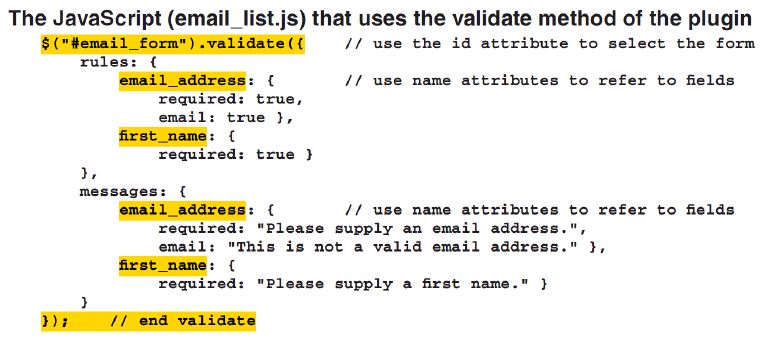 The JavaScript (email_list.js) that uses the validate method of the plugin
$("#email_form").validate({    // use the id attribute to select the form
    rules: {
        email_address: {       // use name attributes to refer to fields
            required: true,
            email: true },
        first_name: {
            required: true }
    },
    messages: {
        email_address: {       // use name attributes to refer to fields
            required: "Please supply an email address.",
            email: "This is not a valid email address." },
        first_name: {
            required: "Please supply a first name." }
    }
});    // end validate